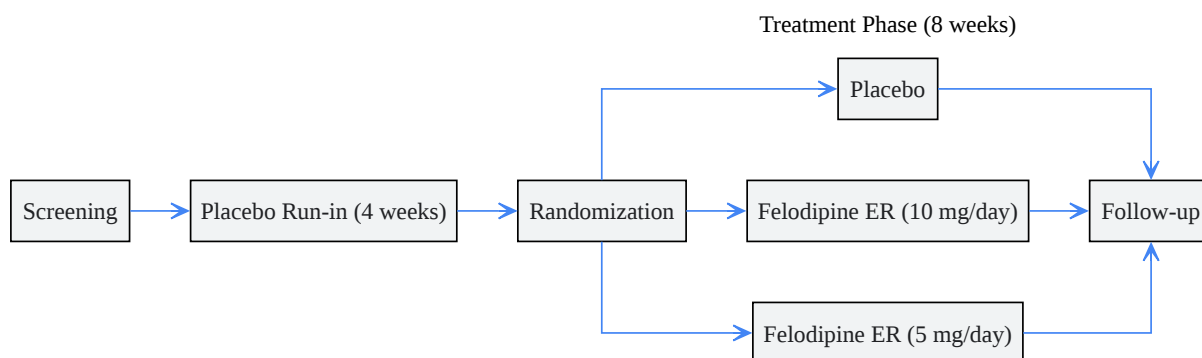 Treatment Phase (8 weeks)
Placebo
Screening
Placebo Run-in (4 weeks)
Randomization
Felodipine ER (10 mg/day)
Follow-up
Felodipine ER (5 mg/day)